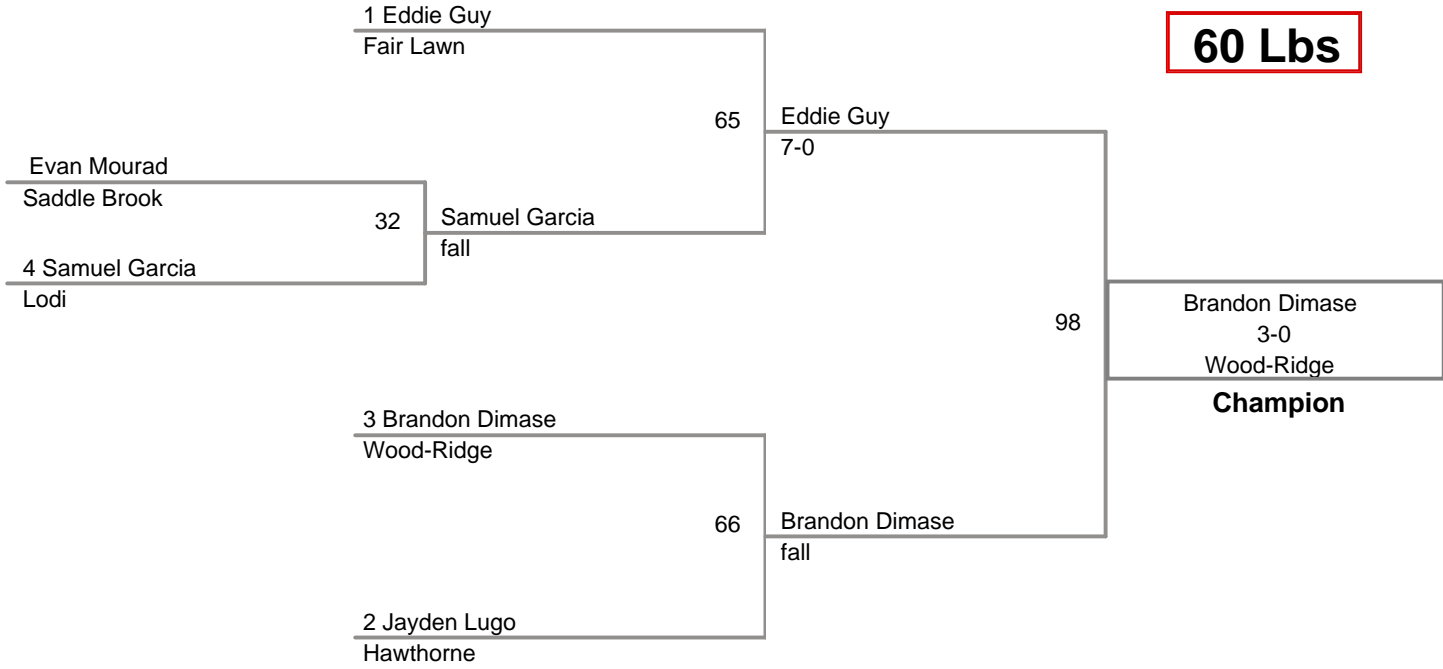 1 Eddie Guy
Fair Lawn
60 Lbs
65
Eddie Guy
7-0
Evan Mourad
Saddle Brook
32
Samuel Garcia
fall
4 Samuel Garcia
Lodi
98
Brandon Dimase
3-0
Wood-Ridge
Champion
3 Brandon Dimase
Wood-Ridge
66
Brandon Dimase
fall
2 Jayden Lugo
Hawthorne